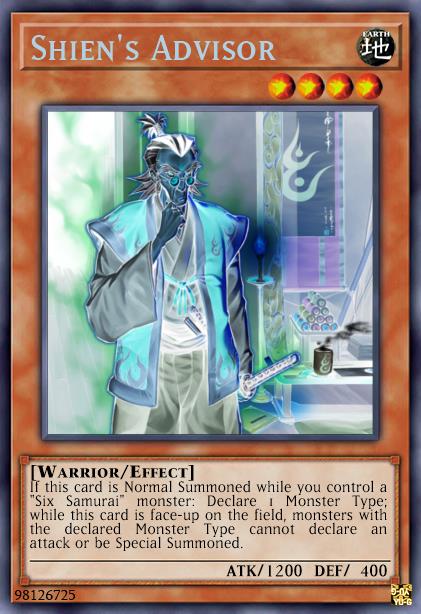 Shien's Advisor
EARTH
地
[Warrior/Effect]
If this card is Normal Summoned while you control a
"Six Samurai" monster: Declare 1 Monster Type;
while this card is face-up on the field, monsters with
the declared Monster Type cannot declare an
attack or be Special Summoned.
ATK/1200 DEF/ 400
98126725